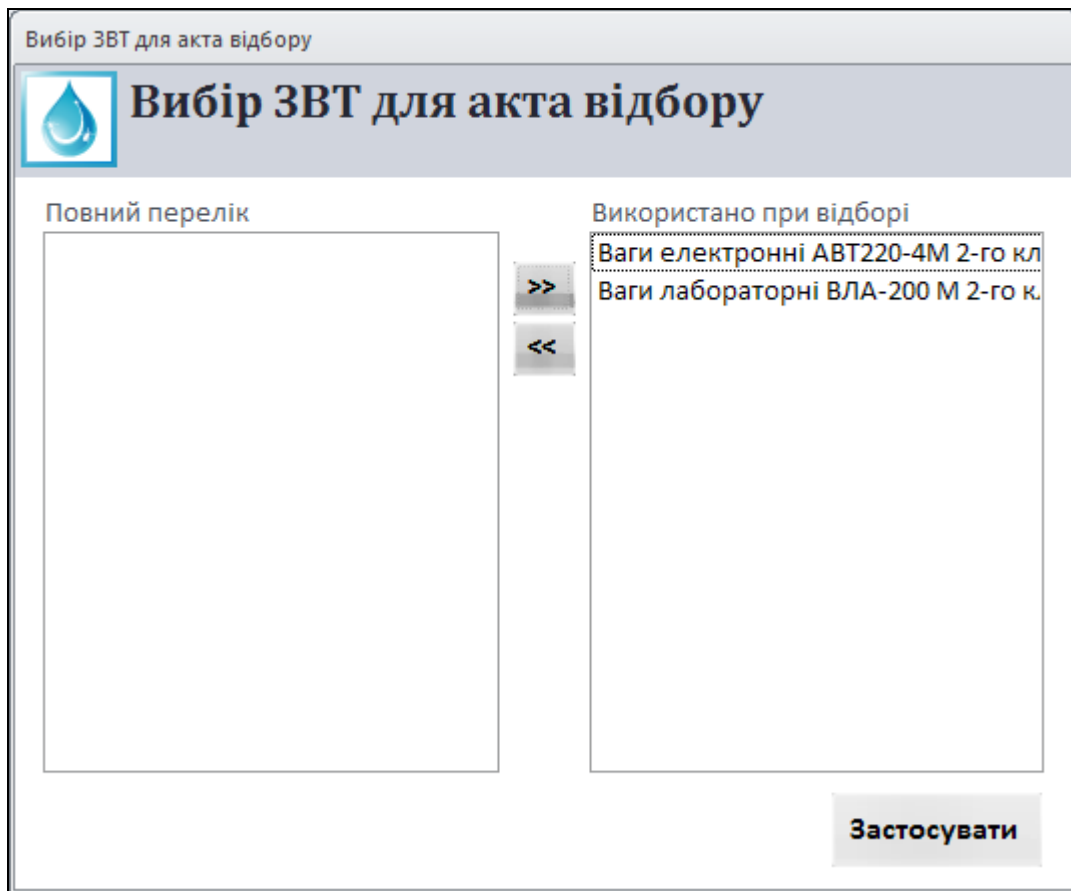 Вибір ЗВТ для акта відбору
Вибір ЗВТ для акта відбору
Повний перелік
Використано при відборі
Ваги електронні АВТ220-4М 2-го кл
Ваги лабораторні ВЛА-200 М 2-го к
>>
<<
Застосувати